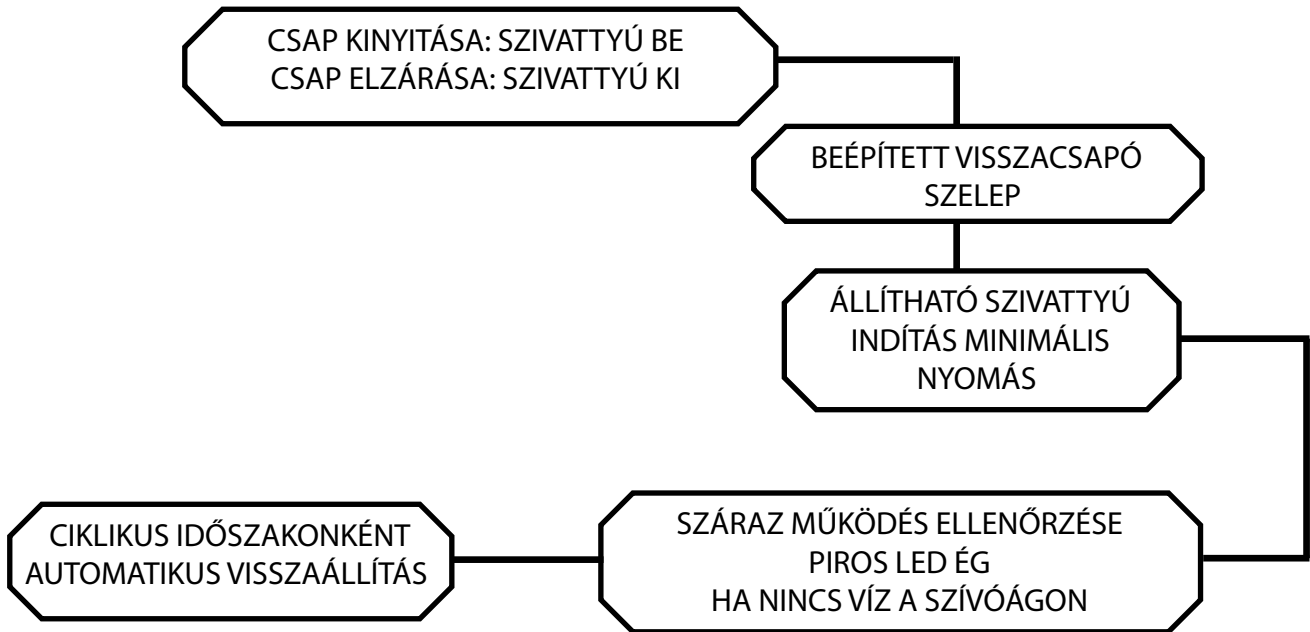 CSAP KINYITÁSA: SZIVATTYÚ BE
CSAP ELZÁRÁSA: SZIVATTYÚ KI
BEÉPÍTETT VISSZACSAPÓ
SZELEP
ÁLLÍTHATÓ SZIVATTYÚ
INDÍTÁS MINIMÁLIS
NYOMÁS
SZÁRAZ MŰKÖDÉS ELLENŐRZÉSE
PIROS LED ÉG
HA NINCS VÍZ A SZÍVÓÁGON
CIKLIKUS IDŐSZAKONKÉNT
AUTOMATIKUS VISSZAÁLLÍTÁS